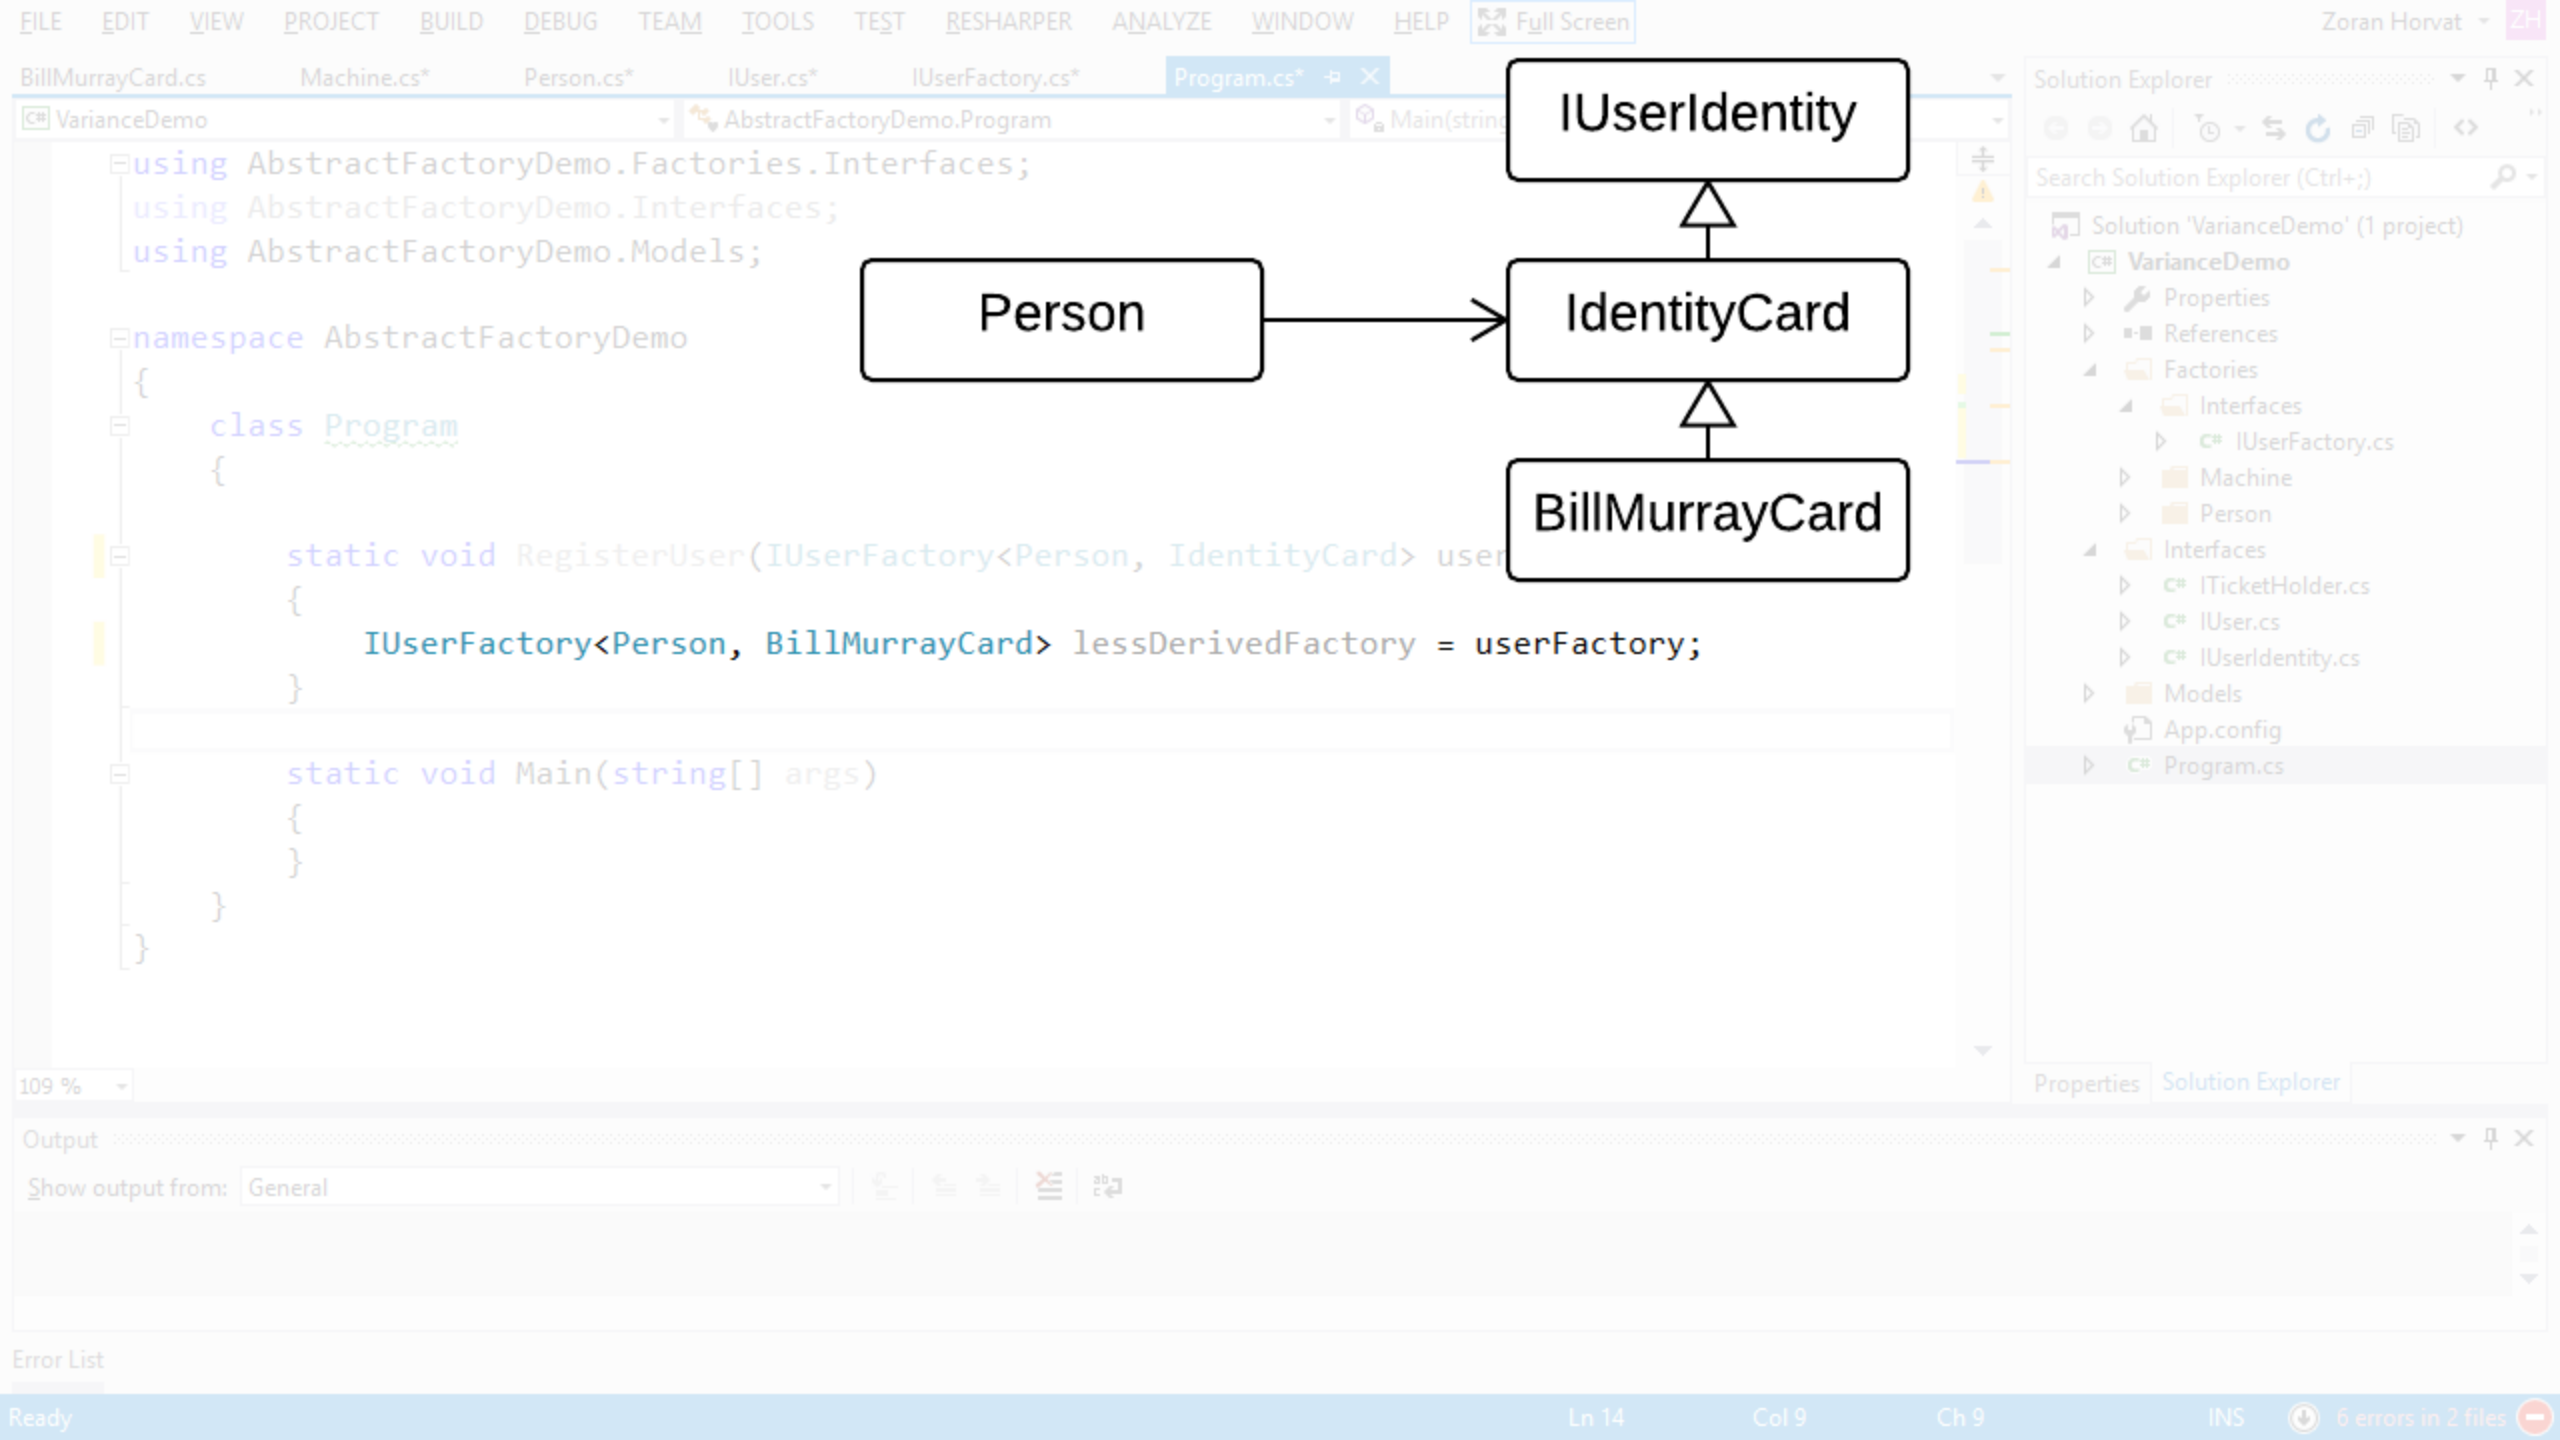 FILE EDIT VIEW PROJECT BUILD DEBUG TEAM TOOLS TEST RESHARPER ANALYZE WINDOW HELP Full Screen Zoran Horvat ZH
BillMurrayCard.cs Machine.cs* Person.cs* IUser.cs* IUserFactory.cs* Program.cs*
VarianceDemo AbstractFactoryDemo.Program Main(string
using AbstractFactoryDemo.Factories.Interfaces;
using AbstractFactoryDemo.Interfaces;
using AbstractFactoryDemo.Models;
namespace AbstractFactoryDemo
{
class Program
{
static void RegisterUser(IUserFactory<Person, IdentityCard> user
{
IUserFactory<Person, BillMurrayCard> lessDerivedFactory = userFactory;
}
static void Main(string[] args)
{
}
}
}
IUserIdentity
Person
IdentityCard
BillMurrayCard
Solution Explorer
Search Solution Explorer (Ctrl+;)
Solution 'VarianceDemo' (1 project)
C# VarianceDemo
Properties
References
Factories
Interfaces
C# IUserFactory.cs
Machine
Person
Interfaces
C# ITicketHolder.cs
C# IUser.cs
C# IUserIdentity.cs
Models
App.config
C# Program.cs
Properties Solution Explorer
109 %
Output
Show output from: General
Error List
Ready Ln 14 Col 9 Ch 9 INS 6 errors in 2 files